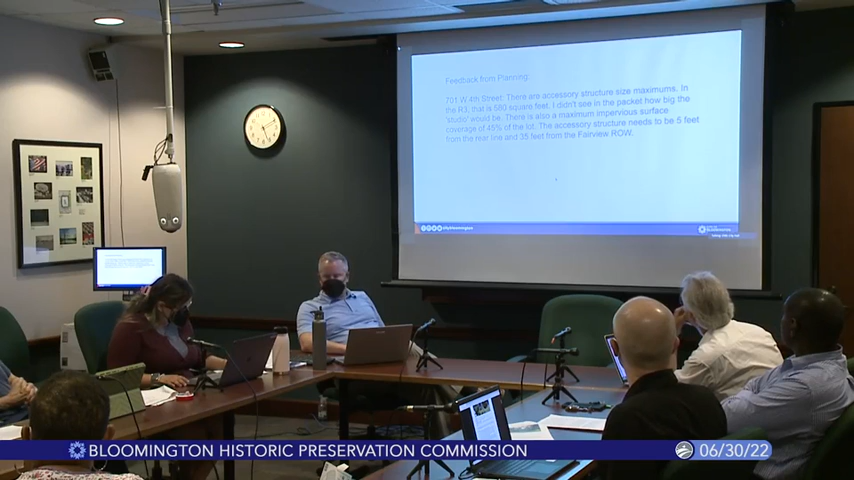 Feedback from Planning:
701 W 4th Street: There are accessory structure size maximums. In
the R3, that is 580 square feet. I didn't see in the packet how big the
'studio' would be. There is also a maximum impervious surface
coverage of 45% of the lot. The accessory structure needs to be 5 feet
from the rear line and 35 feet from the Fairview ROW.
BLOOMINGTON HISTORIC PRESERVATION COMMISSION
06/30/22